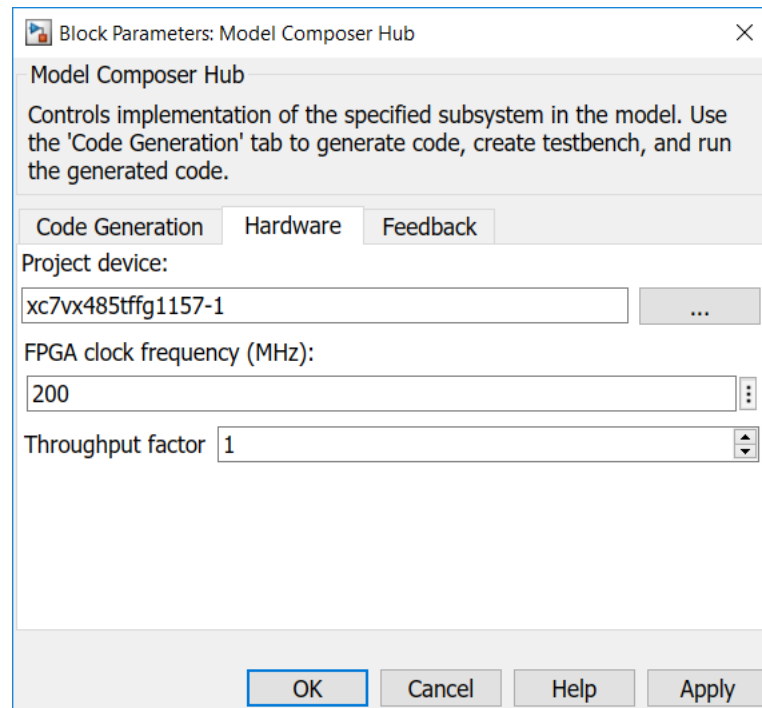 Block Parameters: Model Composer Hub
Model Composer Hub
Controls implementation of the specified subsystem in the model. Use
the 'Code Generation' tab to generate code, create testbench, and run
the generated code.
Code Generation Hardware Feedback
Project device:
xc7vx485tffg1157-1 ...
FPGA clock frequency (MHz):
200
Throughput factor 1
OK Cancel Help Apply